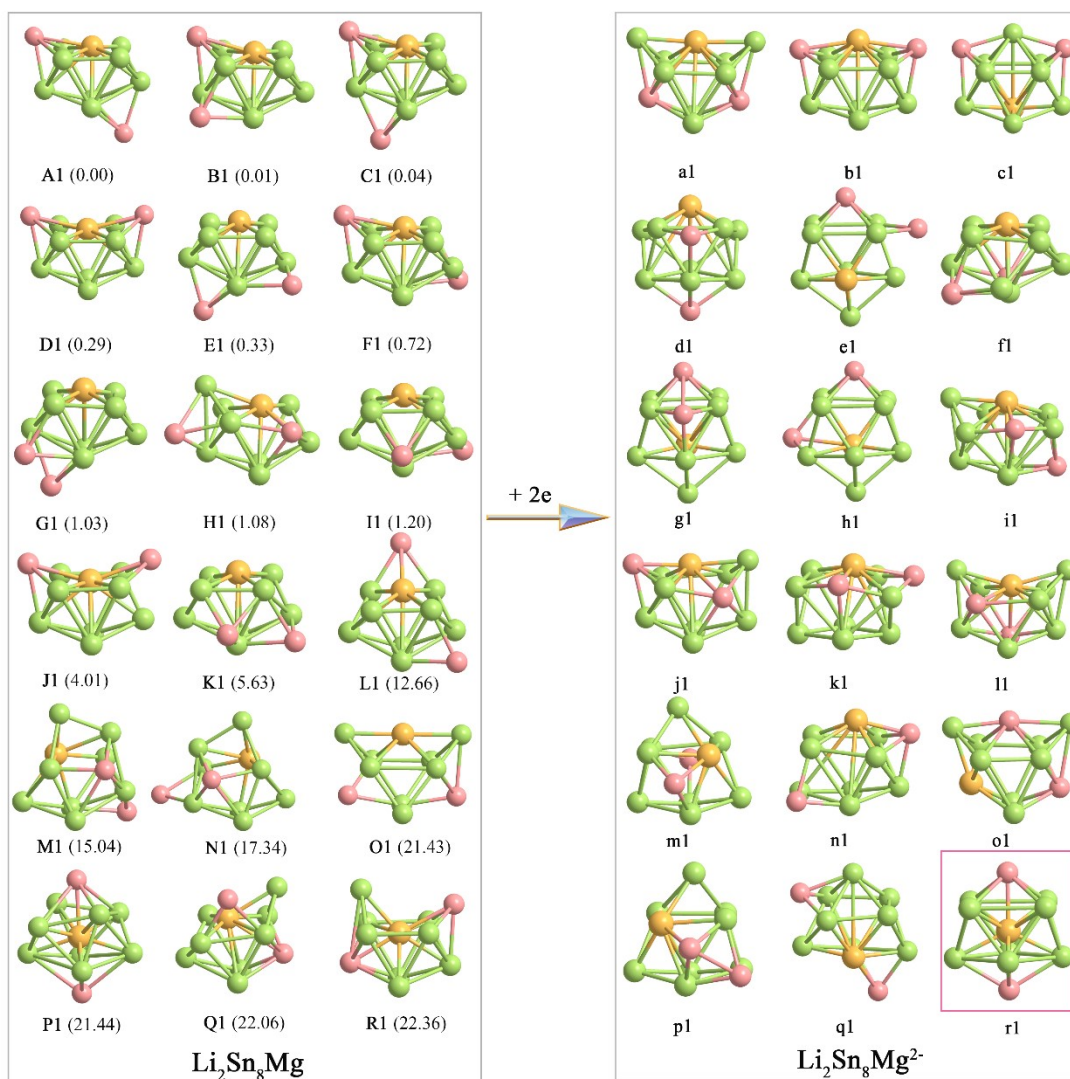 A1 (0.00) B1 (0.01) C1 (0.04)
D1 (0.29) E1 (0.33) F1 (0.72)
G1 (1.03) H1 (1.08) I1 (1.20)
J1 (4.01) K1 (5.63) L1 (12.66)
M1 (15.04) N1 (17.34) O1 (21.43)
P1 (21.44) Q1 (22.06) R1 (22.36)
Li₂Sn₈Mg
+ 2e
a1 b1 c1
d1 e1 f1
g1 h1 i1
j1 k1 l1
m1 n1 o1
p1 q1 r1
Li₂Sn₈Mg²⁻